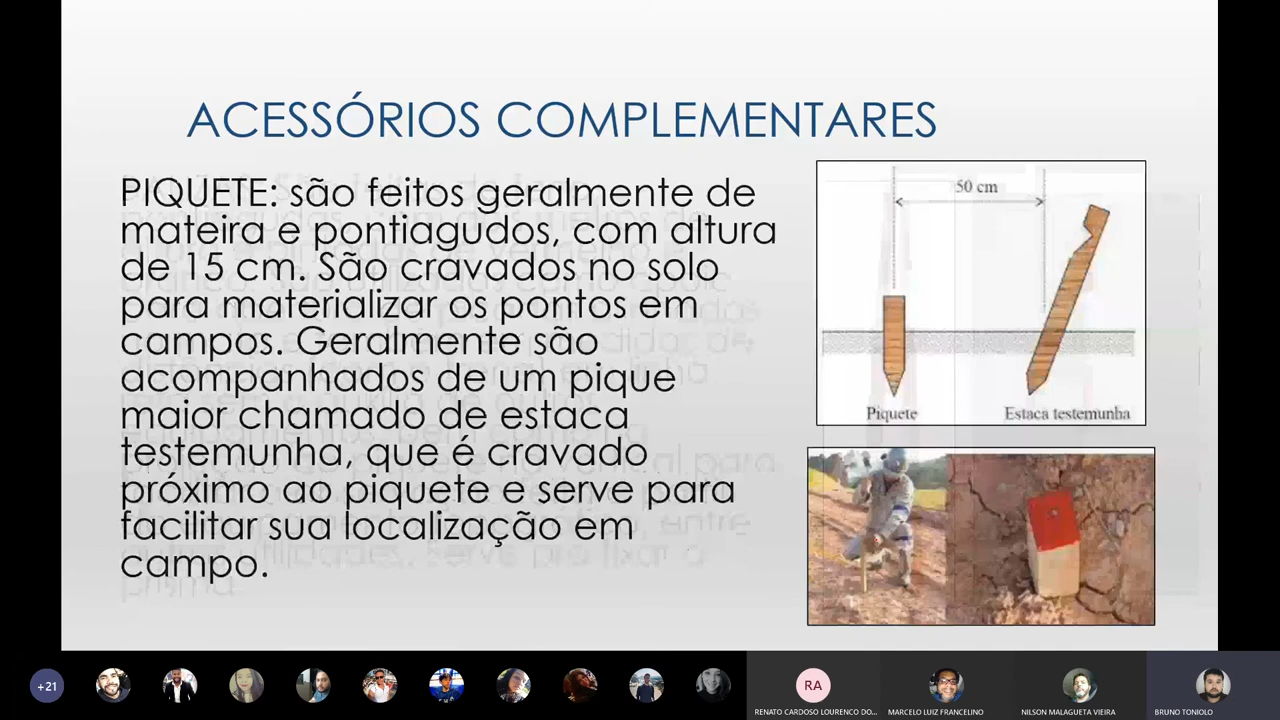 ACESSÓRIOS COMPLEMENTARES
PIQUETE: são feitos geralmente de
mateira e pontiagudos, com altura
de 15 cm. São cravados no solo
para materializar os pontos em
campos. Geralmente são
acompanhados de um pique
maior chamado de estaca
testemunha, que é cravado
próximo ao piquete e serve para
facilitar sua localização em
campo.
50 cm
Piquete
Estaca testemunha
+21
RA
RENATO CARDOSO LOURENCO DO...
MARCELO LUIZ FRANCELINO
NILSON MALAGUETA VIEIRA
BRUNO TONIOLO